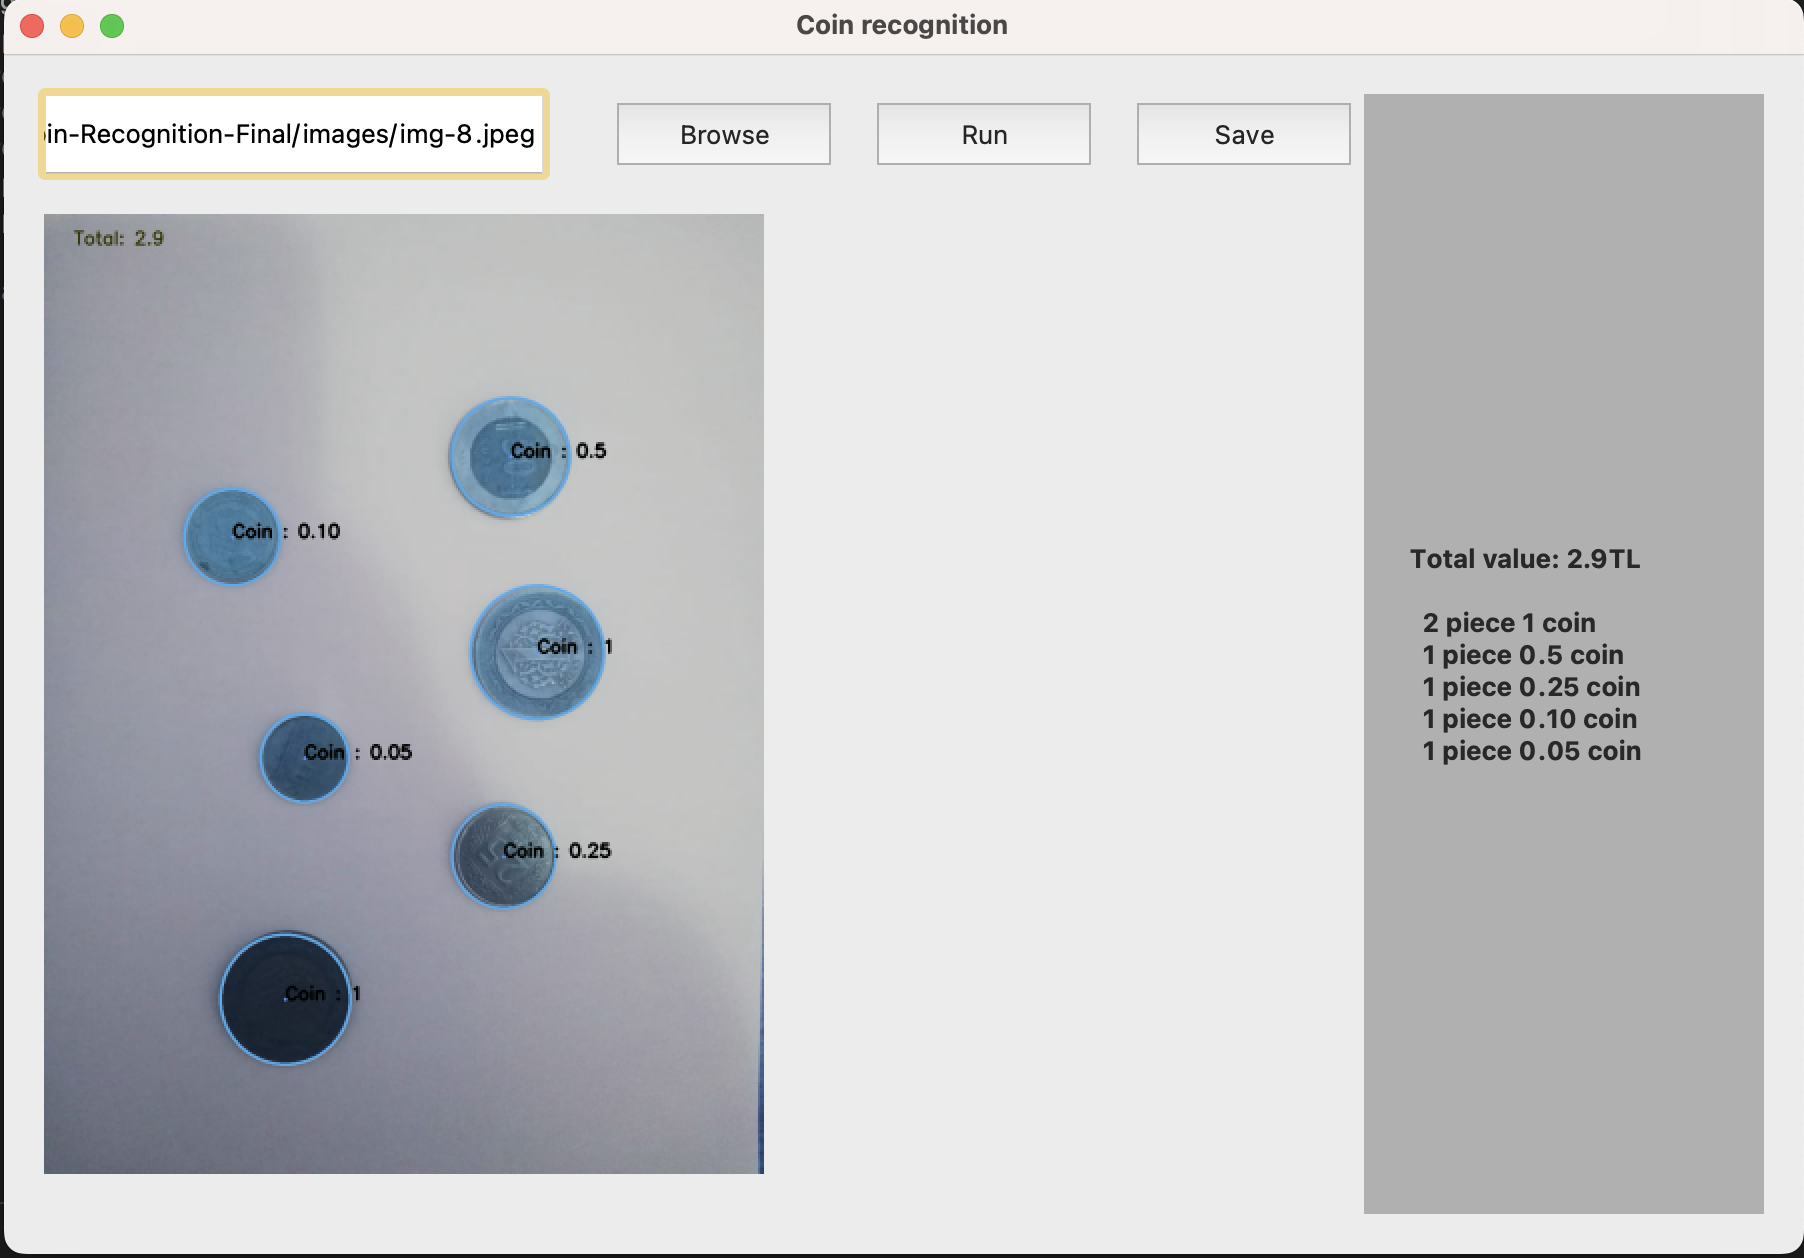 Coin recognition
in-Recognition-Final/images/img-8.jpeg
Browse
Run
Save
Total: 2.9
Coin : 0.5
Coin : 0.10
Coin : 1
Coin : 0.05
Coin : 0.25
Coin : 1
Total value: 2.9TL
2 piece 1 coin
1 piece 0.5 coin
1 piece 0.25 coin
1 piece 0.10 coin
1 piece 0.05 coin